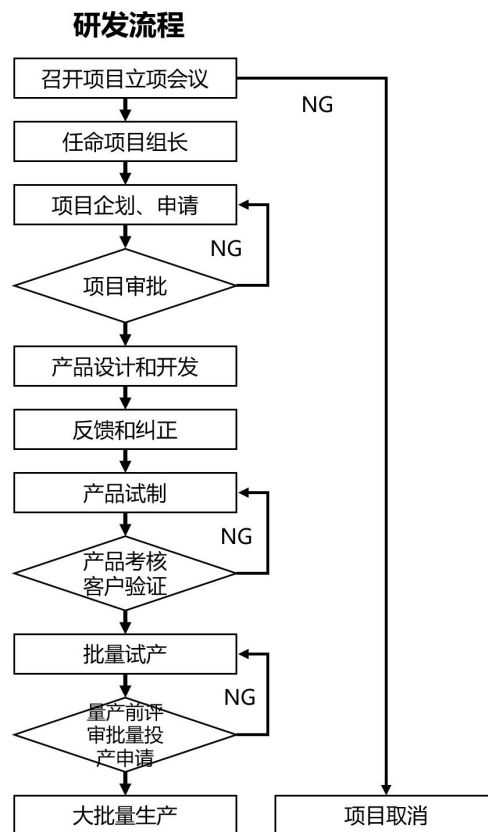 研发流程
召开项目立项会议
NG
任命项目组长
项目企划、申请
NG
项目审批
产品设计和开发
反馈和纠正
产品试制
NG
产品考核
客户验证
批量试产
NG
量产前评
审批量投
产申请
大批量生产
项目取消